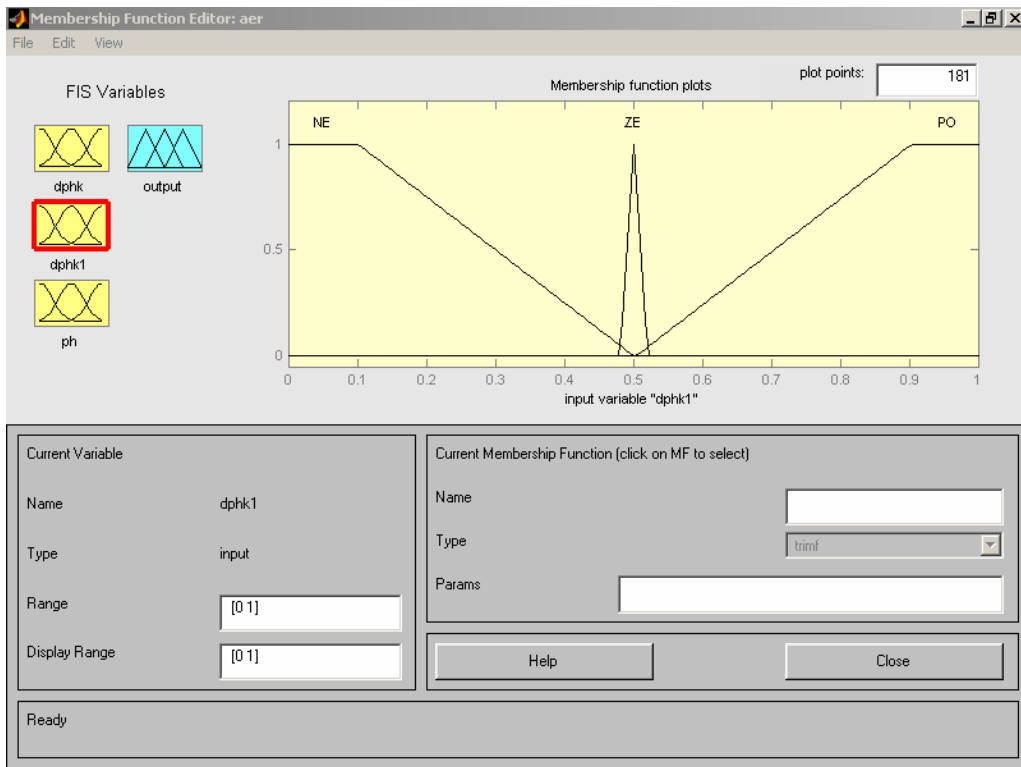 Membership Function Editor: aer
File Edit View
FIS Variables
dphk
output
dphk1
ph
Membership function plots
plot points:
181
NE
ZE
PO
1
0.5
0
0 0.1 0.2 0.3 0.4 0.5 0.6 0.7 0.8 0.9 1
input variable "dphk1"
Current Variable
Name dphk1
Type input
Range [0 1]
Display Range [0 1]
Current Membership Function (click on MF to select)
Name
Type trimf
Params
Help
Close
Ready